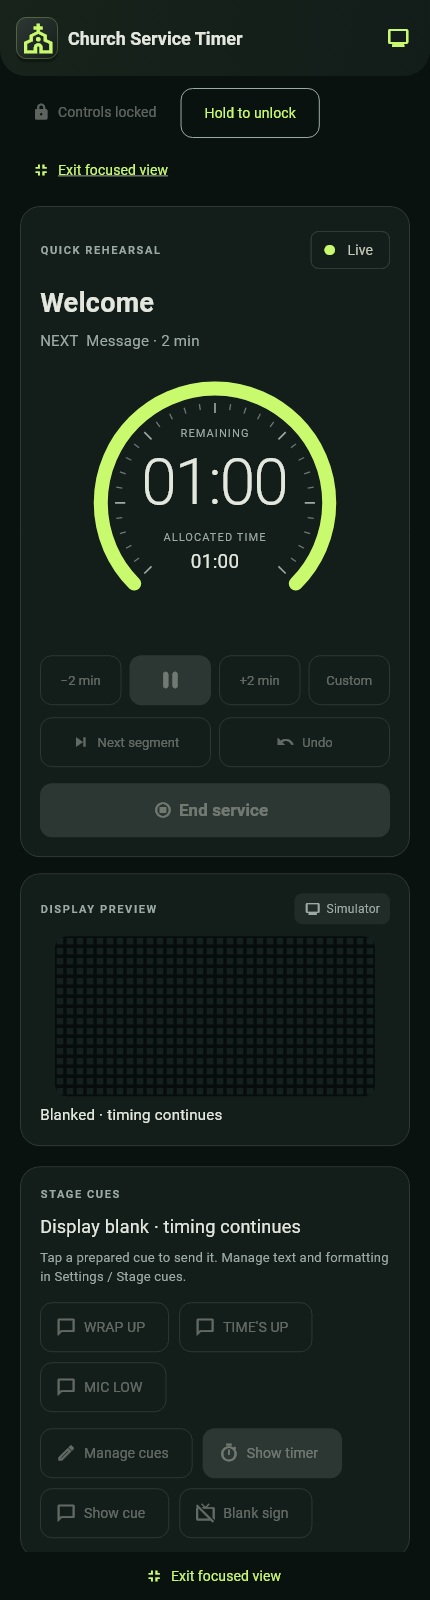 Church Service Timer
Controls locked
Hold to unlock
Exit focused view
QUICK REHEARSAL
Live
Welcome
NEXT Message · 2 min
REMAINING
01:00
ALLOCATED TIME
01:00
−2 min
+2 min
Custom
Next segment
Undo
End service
DISPLAY PREVIEW
Simulator
Blanked · timing continues
STAGE CUES
Display blank · timing continues
Tap a prepared cue to send it. Manage text and formatting
in Settings / Stage cues.
WRAP UP
TIME'S UP
MIC LOW
Manage cues
Show timer
Show cue
Blank sign
Exit focused view